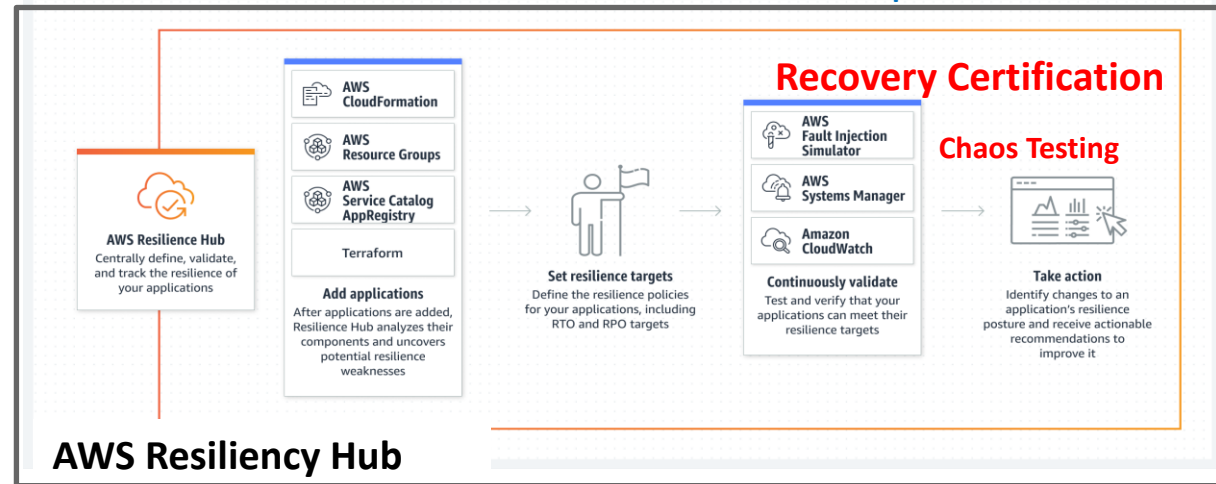 Recovery Certification
Chaos Testing
AWS Resilience Hub
Centrally define, validate,
and track the resilience of
your applications
AWS
CloudFormation
AWS
Resource Groups
AWS
Service Catalog
AppRegistry
Terraform
Add applications
After applications are added,
Resilience Hub analyzes their
components and uncovers
potential resilience
weaknesses
Set resilience targets
Define the resilience policies
for your applications, including
RTO and RPO targets
AWS
Fault Injection
Simulator
AWS
Systems Manager
Amazon
CloudWatch
Continuously validate
Test and verify that your
applications can meet their
resilience targets
Take action
Identify changes to an
application's resilience
posture and receive actionable
recommendations to
improve it
AWS Resiliency Hub